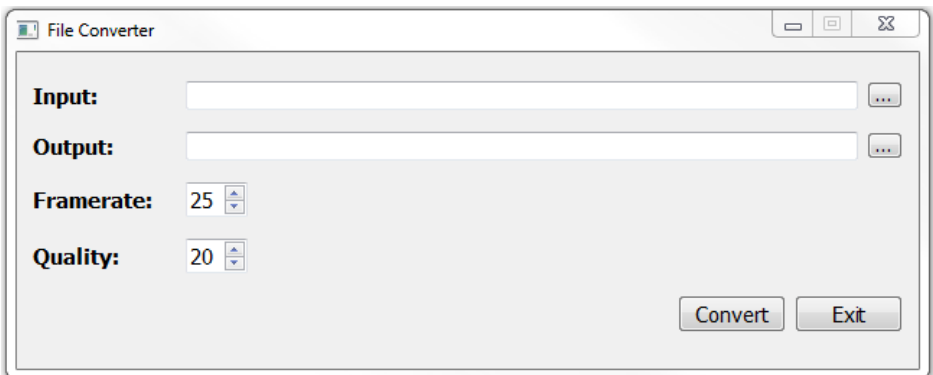 File Converter
Input: ...
Output: ...
Framerate: 25
Quality: 20
Convert Exit